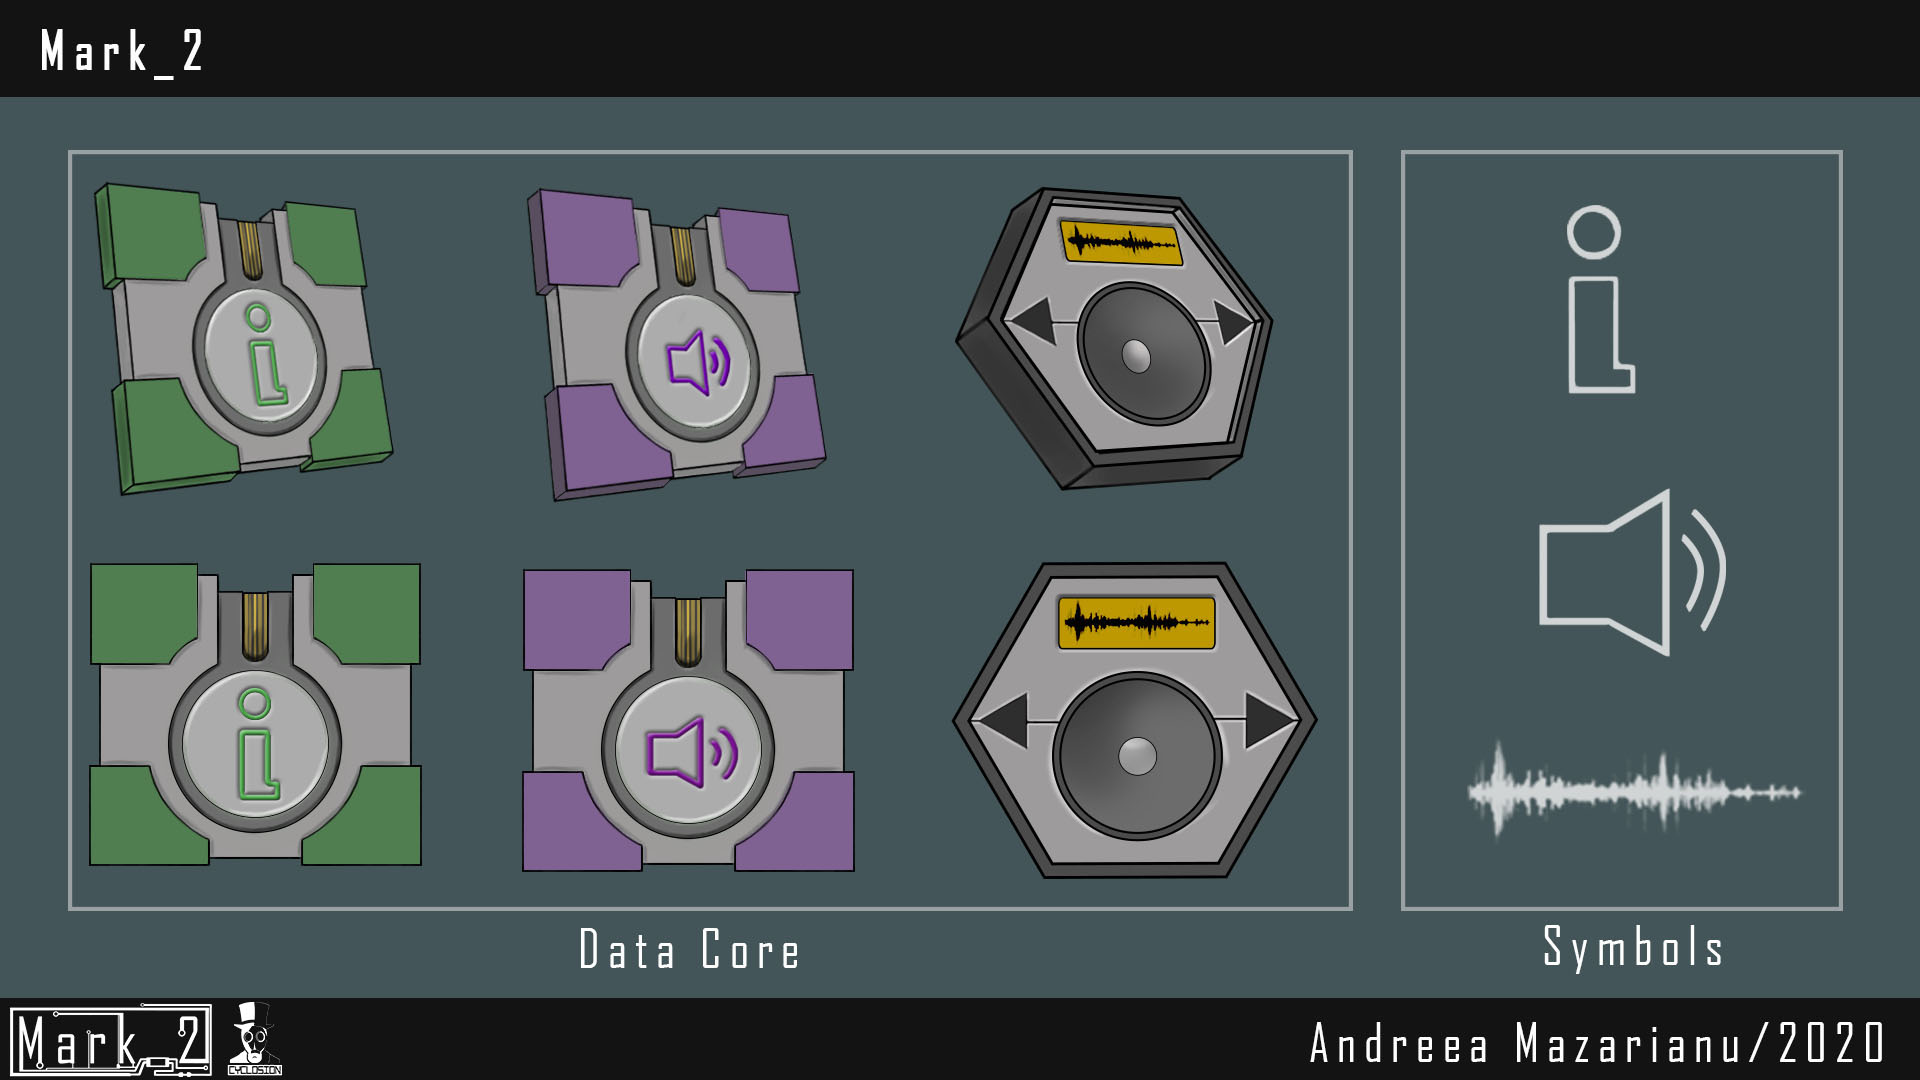 Mark_2
Data Core
Symbols
Mark_2
CYCLOSION
Andreea Mazarianu/2020